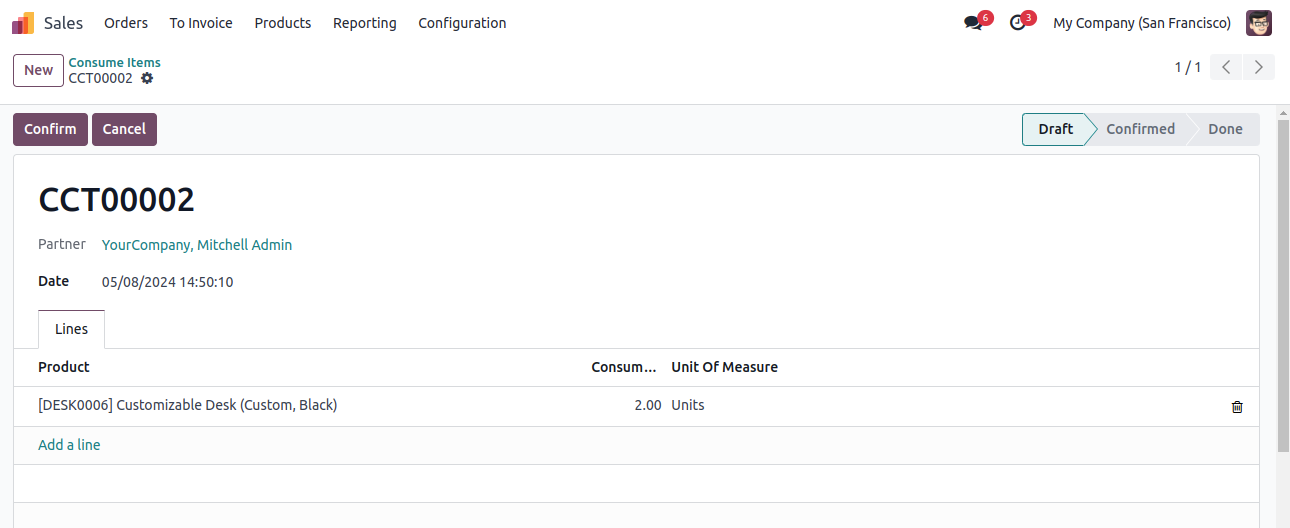 Sales Orders To Invoice Products Reporting Configuration 6 3 My Company (San Francisco)
New Consume Items
CCT00002
1 / 1
Confirm Cancel Draft Confirmed Done
CCT00002
Partner YourCompany, Mitchell Admin
Date 05/08/2024 14:50:10
Lines
Product Consum... Unit Of Measure
[DESK0006] Customizable Desk (Custom, Black) 2.00 Units
Add a line